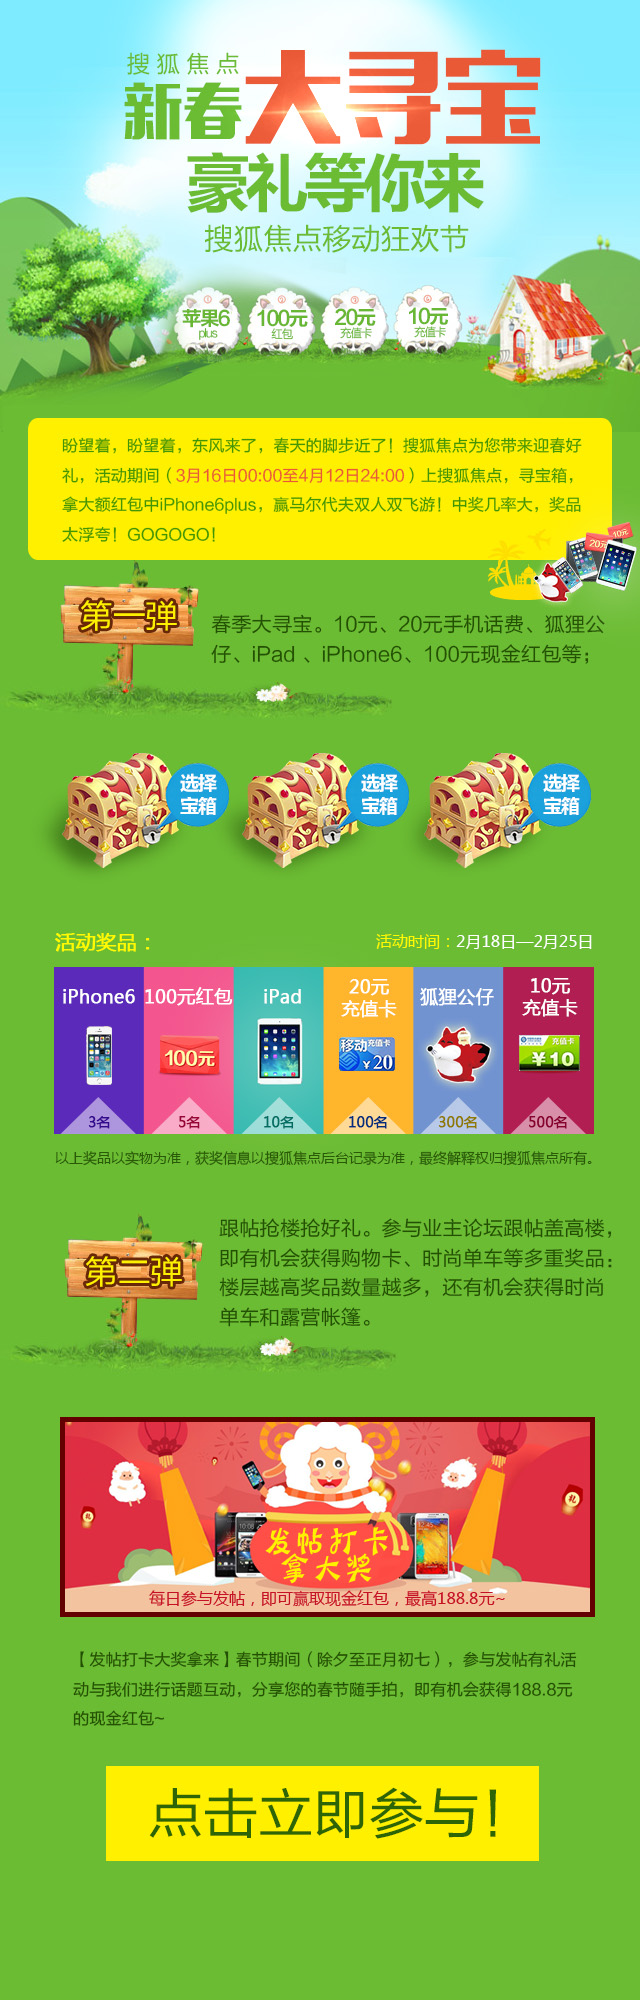 搜狐焦点
新春大寻宝
豪礼等你来
搜狐焦点移动狂欢节
① ② ③ ④
苹果6 100元 20元 10元
plus 红包 充值卡 充值卡
盼望着，盼望着，东风来了，春天的脚步近了！搜狐焦点为您带来迎春好
礼，活动期间（3月16日00:00至4月12日24:00）上搜狐焦点，寻宝箱，
拿大额红包中iPhone6plus，赢马尔代夫双人双飞游！中奖几率大，奖品
太浮夸！GOGOGO！
20元 10元
第一弹
春季大寻宝。10元、20元手机话费、狐狸公
仔、iPad 、iPhone6、100元现金红包等；
选择 选择 选择
宝箱 宝箱 宝箱
活动奖品： 活动时间：2月18日—2月25日
iPhone6 100元红包 iPad 20元 狐狸公仔 10元
充值卡 充值卡
100元 移动充值卡 ¥20 充值卡 ¥10
3名 5名 10名 100名 300名 500名
以上奖品以实物为准，获奖信息以搜狐焦点后台记录为准，最终解释权归搜狐焦点所有。
第二弹
跟帖抢楼抢好礼。参与业主论坛跟帖盖高楼，
即有机会获得购物卡、时尚单车等多重奖品：
楼层越高奖品数量越多，还有机会获得时尚
单车和露营帐篷。
礼
发帖打卡
拿大奖
每日参与发帖，即可赢取现金红包，最高188.8元~
【发帖打卡大奖拿来】春节期间（除夕至正月初七），参与发帖有礼活
动与我们进行话题互动，分享您的春节随手拍，即有机会获得188.8元
的现金红包~
点击立即参与！